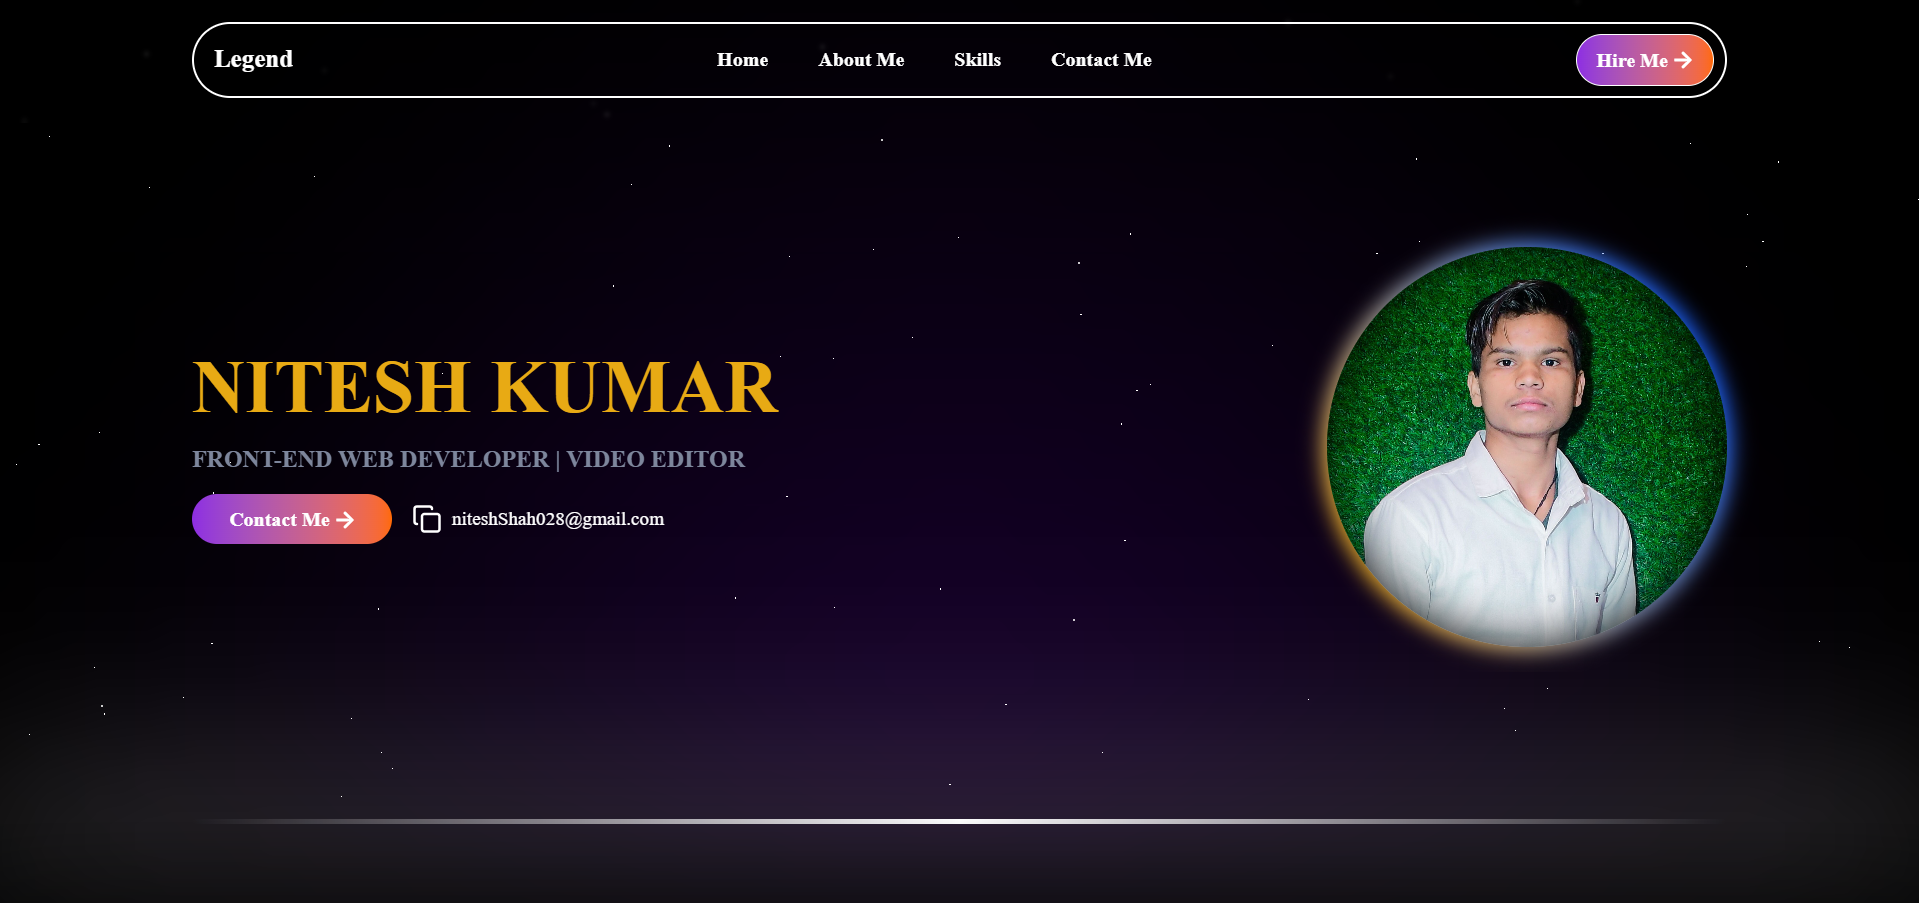 Legend
Home About Me Skills Contact Me
Hire Me
NITESH KUMAR
FRONT-END WEB DEVELOPER | VIDEO EDITOR
Contact Me
niteshShah028@gmail.com